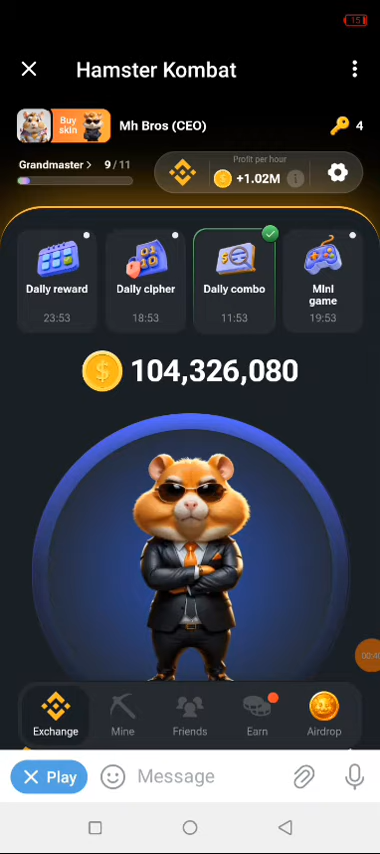 15
Hamster Kombat
Buy skin
Mh Bros (CEO)
4
Grandmaster > 9 / 11
Profit per hour
+1.02M
Daily reward
Daily cipher
Daily combo
Mini game
23:53
18:53
11:53
19:53
104,326,080
Exchange
Mine
Friends
Earn
Airdrop
Play
Message